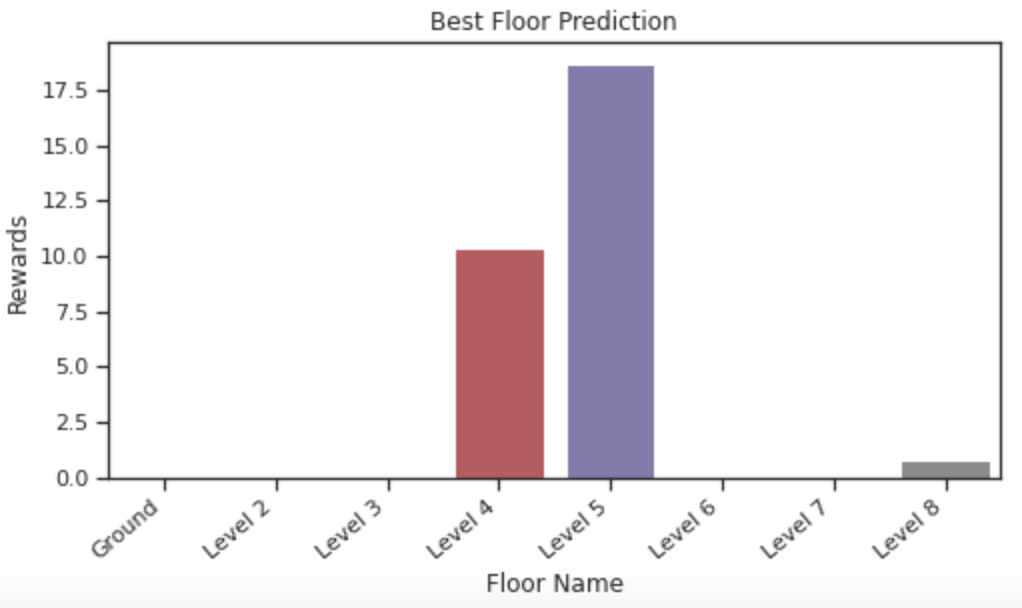 Best Floor Prediction
Rewards
17.5
15.0
12.5
10.0
7.5
5.0
2.5
0.0
Ground
Level 2
Level 3
Level 4
Level 5
Level 6
Level 7
Level 8
Floor Name